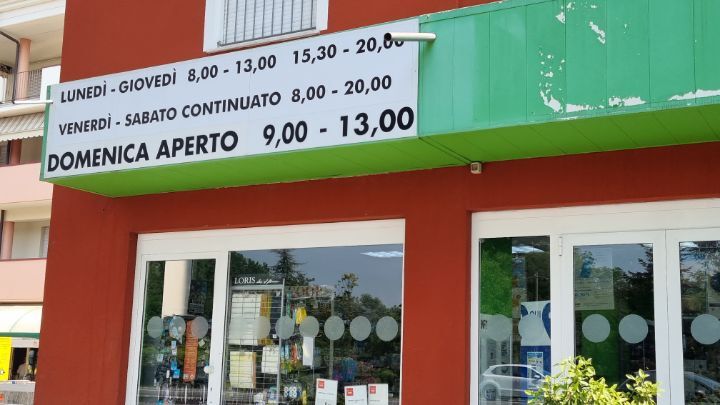 LUNEDÌ - GIOVEDÌ 8,00 - 13,00 15,30 - 20,00
VENERDÌ - SABATO CONTINUATO 8,00 - 20,00
DOMENICA APERTO 9,00 - 13,00
LORIS